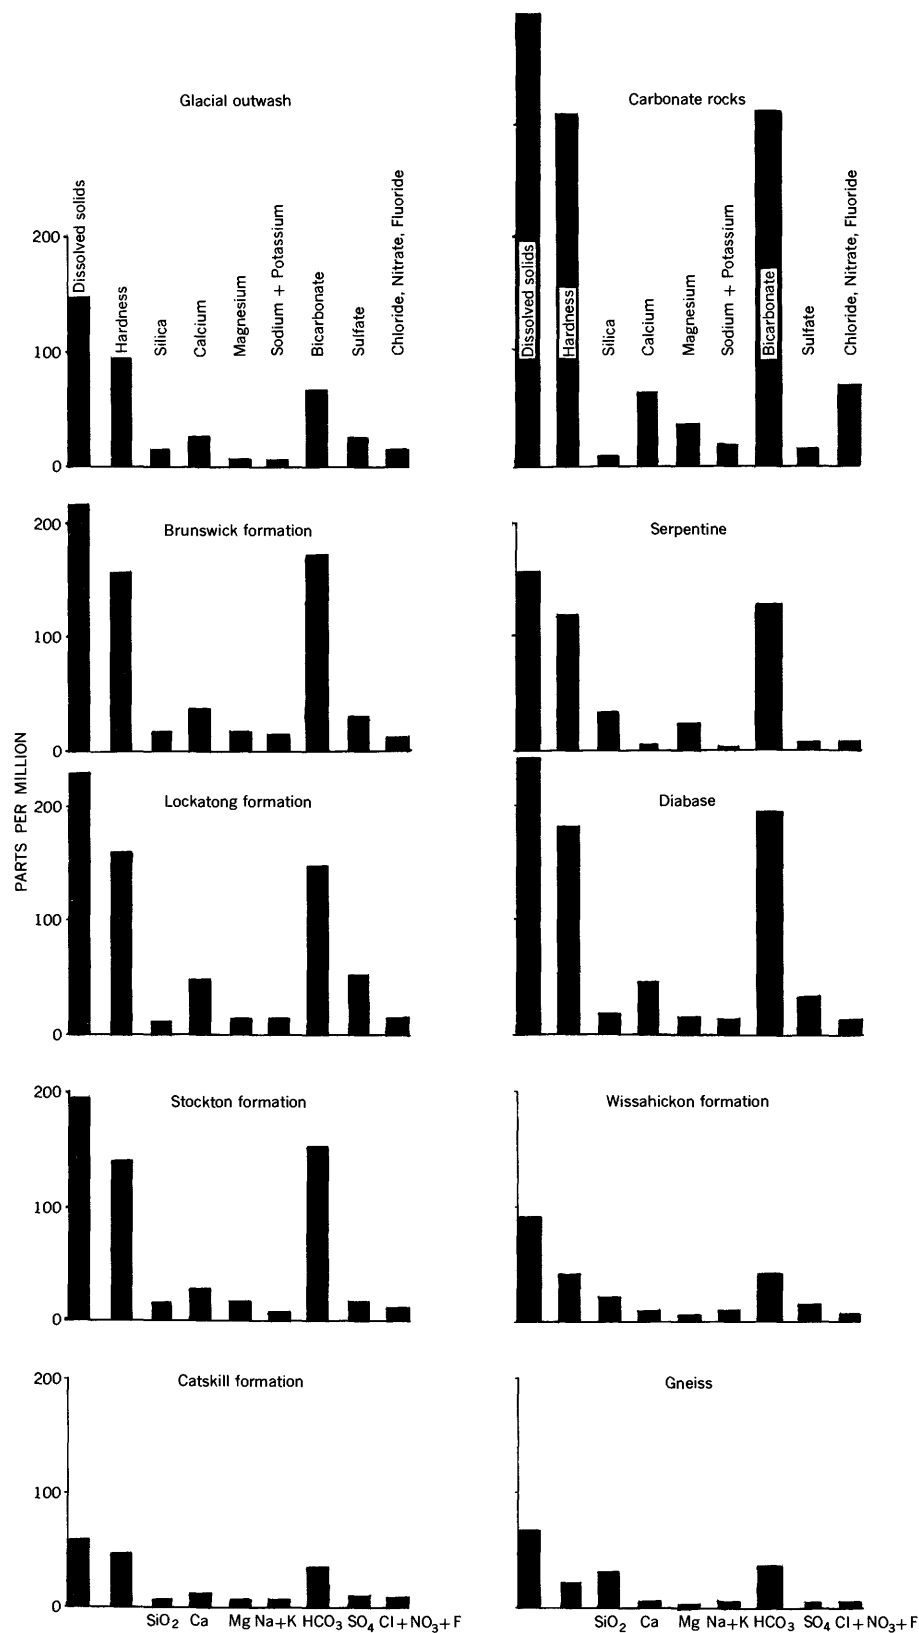 Glacial outwash
Carbonate rocks
Dissolved solids
Hardness
Silica
Calcium
Magnesium
Sodium + Potassium
Bicarbonate
Sulfate
Chloride, Nitrate, Fluoride
Dissolved solids
Hardness
Silica
Calcium
Magnesium
Sodium + Potassium
Bicarbonate
Sulfate
Chloride, Nitrate, Fluoride
200
100
0
PARTS PER MILLION
Brunswick formation
Serpentine
200
100
0
Lockatong formation
Diabase
200
100
0
Stockton formation
Wissahickon formation
200
100
0
Catskill formation
Gneiss
200
100
0
SiO2 Ca Mg Na+K HCO3 SO4 Cl+NO3+F
SiO2 Ca Mg Na+K HCO3 SO4 Cl+NO3+F